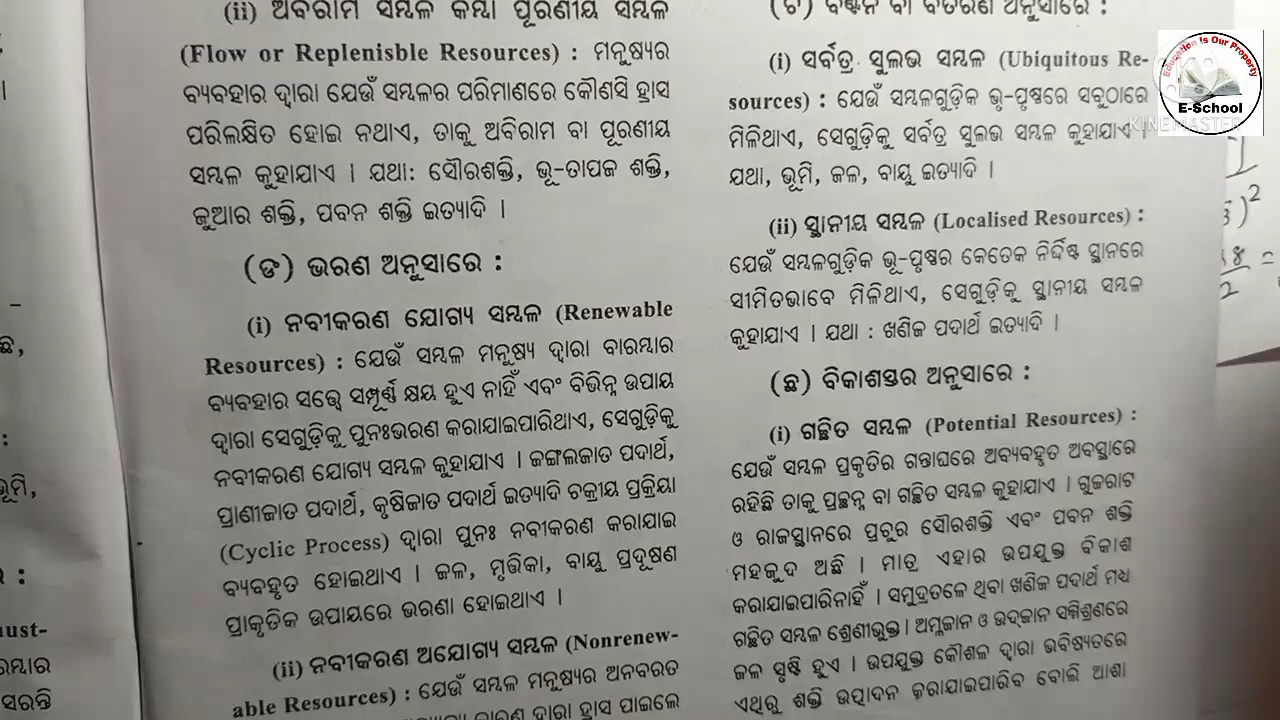 (ii) ଅବିରାମ ସମ୍ବଳ କିମ୍ବା ପୂରଣୀୟ ସମ୍ବଳ
(Flow or Replenisble Resources) : ମନୁଷ୍ୟର
ବ୍ୟବହାର ଦ୍ୱାରା ଯେଉଁ ସମ୍ବଳର ପରିମାଣରେ କୌଣସି ହ୍ରାସ
ପରିଲକ୍ଷିତ ହୋଇ ନଥାଏ, ତାକୁ ଅବିରାମ ବା ପୂରଣୀୟ
ସମ୍ବଳ କୁହାଯାଏ । ଯଥା: ସୌରଶକ୍ତି, ଭୂ-ତାପଜ ଶକ୍ତି,
ଜୁଆର ଶକ୍ତି, ପବନ ଶକ୍ତି ଇତ୍ୟାଦି ।
(ଙ) ଭରଣ ଅନୁସାରେ :
(i) ନବୀକରଣ ଯୋଗ୍ୟ ସମ୍ବଳ (Renewable
Resources) : ଯେଉଁ ସମ୍ବଳ ମନୁଷ୍ୟ ଦ୍ୱାରା ବାରମ୍ବାର
ବ୍ୟବହାର ସତ୍ତ୍ୱେ ସମ୍ପୂର୍ଣ୍ଣ କ୍ଷୟ ହୁଏ ନାହିଁ ଏବଂ ବିଭିନ୍ନ ଉପାୟ
ଦ୍ୱାରା ସେଗୁଡ଼ିକୁ ପୁନଃଭରଣ କରାଯାଇପାରିଥାଏ, ସେଗୁଡ଼ିକୁ
ନବୀକରଣ ଯୋଗ୍ୟ ସମ୍ବଳ କୁହାଯାଏ । ଜଙ୍ଗଲଜାତ ପଦାର୍ଥ,
ପ୍ରାଣୀଜାତ ପଦାର୍ଥ, କୃଷିଜାତ ପଦାର୍ଥ ଇତ୍ୟାଦି ଚକ୍ରୀୟ ପ୍ରକ୍ରିୟା
(Cyclic Process) ଦ୍ୱାରା ପୁନଃ ନବୀକରଣ କରାଯାଇ
ବ୍ୟବହୃତ ହୋଇଥାଏ । ଜଳ, ମୃତ୍ତିକା, ବାୟୁ ପ୍ରଦୂଷଣ
ପ୍ରାକୃତିକ ଉପାୟରେ ଭରଣା ହୋଇଥାଏ ।
(ii) ନବୀକରଣ ଅଯୋଗ୍ୟ ସମ୍ବଳ (Nonrenew-
able Resources) : ଯେଉଁ ସମ୍ବଳ ମନୁଷ୍ୟର ଅନବରତ
ଦ୍ୱାରା ହ୍ରାସ ପାଇଲେ
(ଚ) ବଣ୍ଟନ ବା ବିତରଣ ଅନୁସାରେ :
(i) ସର୍ବତ୍ର ସୁଲଭ ସମ୍ବଳ (Ubiquitous Re-
sources) : ଯେଉଁ ସମ୍ବଳଗୁଡ଼ିକ ଭୂ-ପୃଷ୍ଠରେ ସବୁଠାରେ
ମିଳିଥାଏ, ସେଗୁଡ଼ିକୁ ସର୍ବତ୍ର ସୁଲଭ ସମ୍ବଳ କୁହାଯାଏ ।
ଯଥା, ଭୂମି, ଜଳ, ବାୟୁ ଇତ୍ୟାଦି ।
(ii) ସ୍ଥାନୀୟ ସମ୍ବଳ (Localised Resources) :
ଯେଉଁ ସମ୍ବଳଗୁଡ଼ିକ ଭୂ-ପୃଷ୍ଠର କେତେକ ନିର୍ଦ୍ଦିଷ୍ଟ ସ୍ଥାନରେ
ସୀମିତଭାବେ ମିଳିଥାଏ, ସେଗୁଡ଼ିକୁ ସ୍ଥାନୀୟ ସମ୍ବଳ
କୁହାଯାଏ । ଯଥା : ଖଣିଜ ପଦାର୍ଥ ଇତ୍ୟାଦି ।
(ଛ) ବିକାଶସ୍ତର ଅନୁସାରେ :
(i) ଗଚ୍ଛିତ ସମ୍ବଳ (Potential Resources) :
ଯେଉଁ ସମ୍ବଳ ପ୍ରକୃତିର ଗନ୍ତାଘରେ ଅବ୍ୟବହୃତ ଅବସ୍ଥାରେ
ରହିଛି ତାକୁ ପ୍ରଚ୍ଛନ୍ନ ବା ଗଚ୍ଛିତ ସମ୍ବଳ କୁହାଯାଏ । ଗୁଜରାଟ
ଓ ରାଜସ୍ଥାନରେ ପ୍ରଚୁର ସୌରଶକ୍ତି ଏବଂ ପବନ ଶକ୍ତି
ମହଜୁଦ ଅଛି । ମାତ୍ର ଏହାର ଉପଯୁକ୍ତ ବିକାଶ
କରାଯାଇପାରିନାହିଁ । ସମୁଦ୍ରତଳେ ଥିବା ଖଣିଜ ପଦାର୍ଥ ମଧ୍ୟ
ଗଚ୍ଛିତ ସମ୍ବଳ ଶ୍ରେଣୀଭୁକ୍ତ । ଅମ୍ଳଜାନ ଓ ଉଦ୍‌ଜାନ ସମ୍ମିଶ୍ରଣରେ
ଜଳ ସୃଷ୍ଟି ହୁଏ । ଉପଯୁକ୍ତ କୌଶଳ ଦ୍ୱାରା ଭବିଷ୍ୟତରେ
ଏଥିରୁ ଶକ୍ତି ଉତ୍ପାଦନ କରାଯାଇପାରିବ ବୋଲି ଆଶା
Education Is Our Property
E-School
KINEMASTER